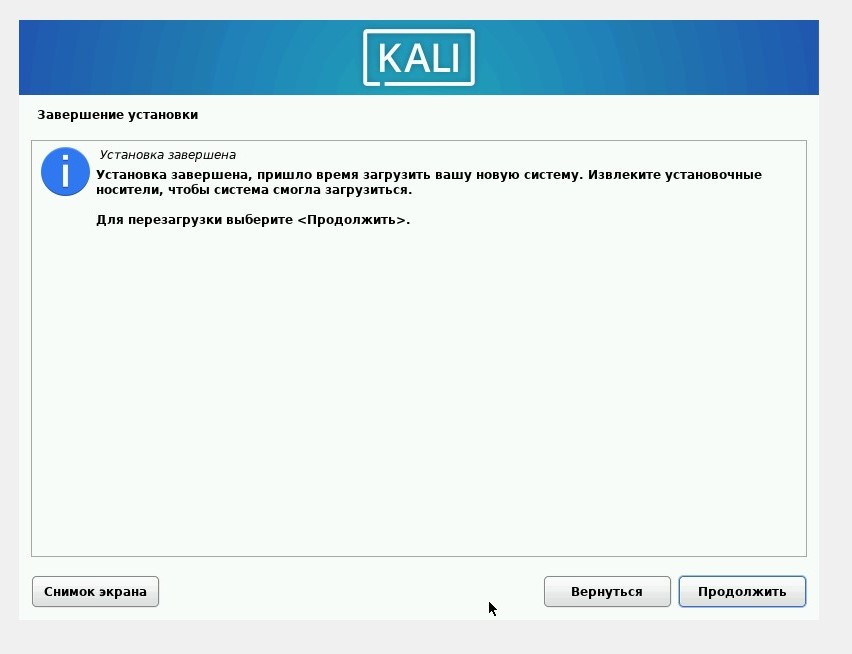 KALI
Завершение установки
Установка завершена
Установка завершена, пришло время загрузить вашу новую систему. Извлеките установочные
носители, чтобы система смогла загрузиться.
Для перезагрузки выберите <Продолжить>.
Снимок экрана
Вернуться
Продолжить